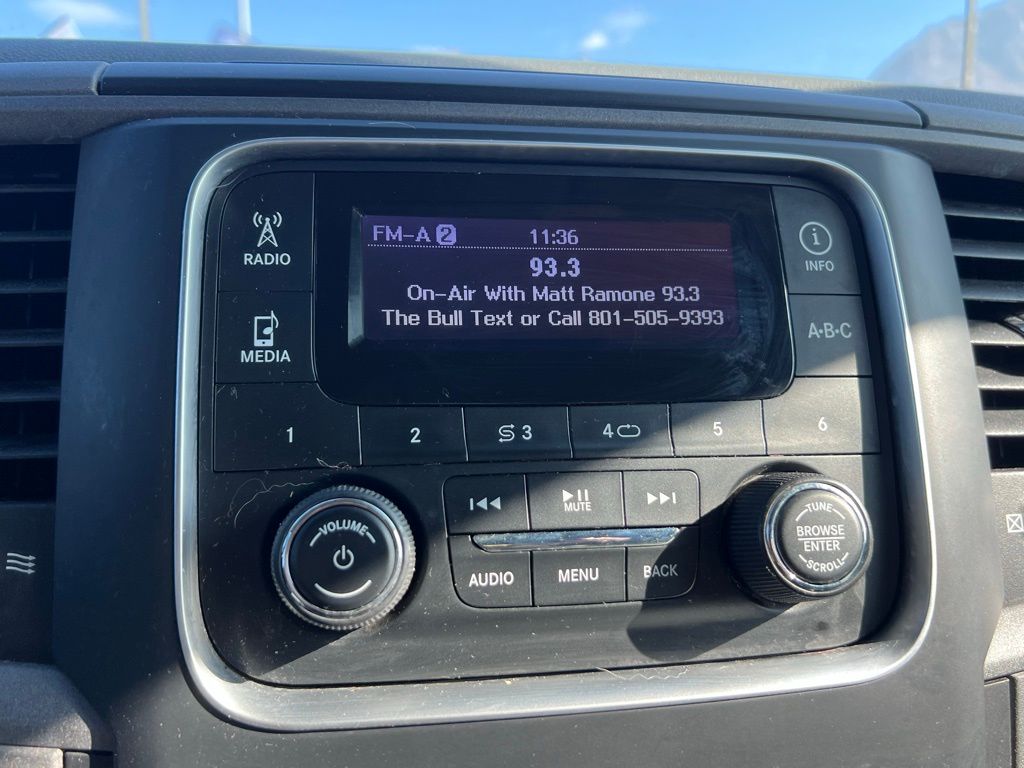 RADIO
FM-A 2 11:36
93.3
On-Air With Matt Ramone 93.3
The Bull Text or Call 801-505-9393
i
INFO
MEDIA
A·B·C
1 2 3 4 5 6
VOLUME
MUTE
TUNE
BROWSE
ENTER
SCROLL
AUDIO MENU BACK